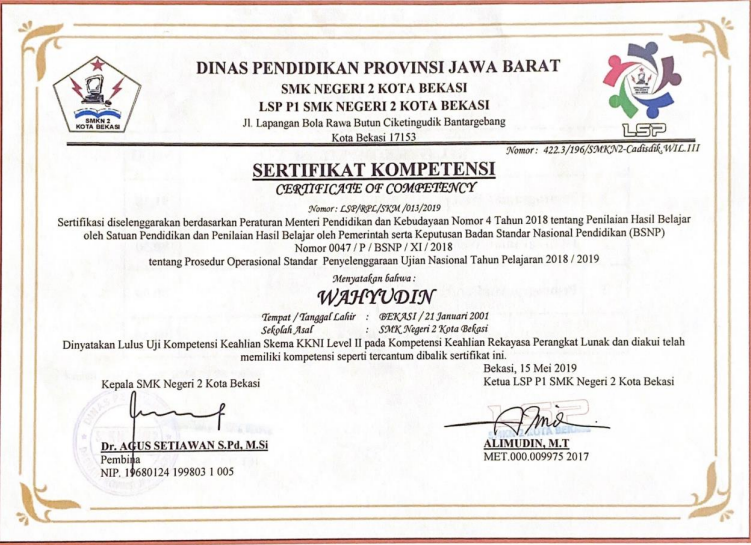 DINAS PENDIDIKAN PROVINSI JAWA BARAT
SMK NEGERI 2 KOTA BEKASI
LSP P1 SMK NEGERI 2 KOTA BEKASI
Jl. Lapangan Bola Rawa Butun Ciketingudik Bantargebang
Kota Bekasi 17153
SMKN 2
KOTA BEKASI
LSP
Nomor : 422.3/196/SMKN2-Cadisdik.WIL.III
SERTIFIKAT KOMPETENSI
CERTIFICATE OF COMPETENCY
Nomor : LSP/RPL/SKM /013/2019
Sertifikasi diselenggarakan berdasarkan Peraturan Menteri Pendidikan dan Kebudayaan Nomor 4 Tahun 2018 tentang Penilaian Hasil Belajar
oleh Satuan Pendidikan dan Penilaian Hasil Belajar oleh Pemerintah serta Keputusan Badan Standar Nasional Pendidikan (BSNP)
Nomor 0047 / P / BSNP / XI / 2018
tentang Prosedur Operasional Standar Penyelenggaraan Ujian Nasional Tahun Pelajaran 2018 / 2019
Menyatakan bahwa :
WAHYUDIN
Tempat / Tanggal Lahir : BEKASI / 21 Januari 2001
Sekolah Asal : SMK Negeri 2 Kota Bekasi
Dinyatakan Lulus Uji Kompetensi Keahlian Skema KKNI Level II pada Kompetensi Keahlian Rekayasa Perangkat Lunak dan diakui telah
memiliki kompetensi seperti tercantum dibalik sertifikat ini.
Bekasi, 15 Mei 2019
Kepala SMK Negeri 2 Kota Bekasi
Ketua LSP P1 SMK Negeri 2 Kota Bekasi
Dr. AGUS SETIAWAN S.Pd, M.Si
Pembina
NIP. 19680124 199803 1 005
ALIMUDIN, M.T
MET.000.009975 2017